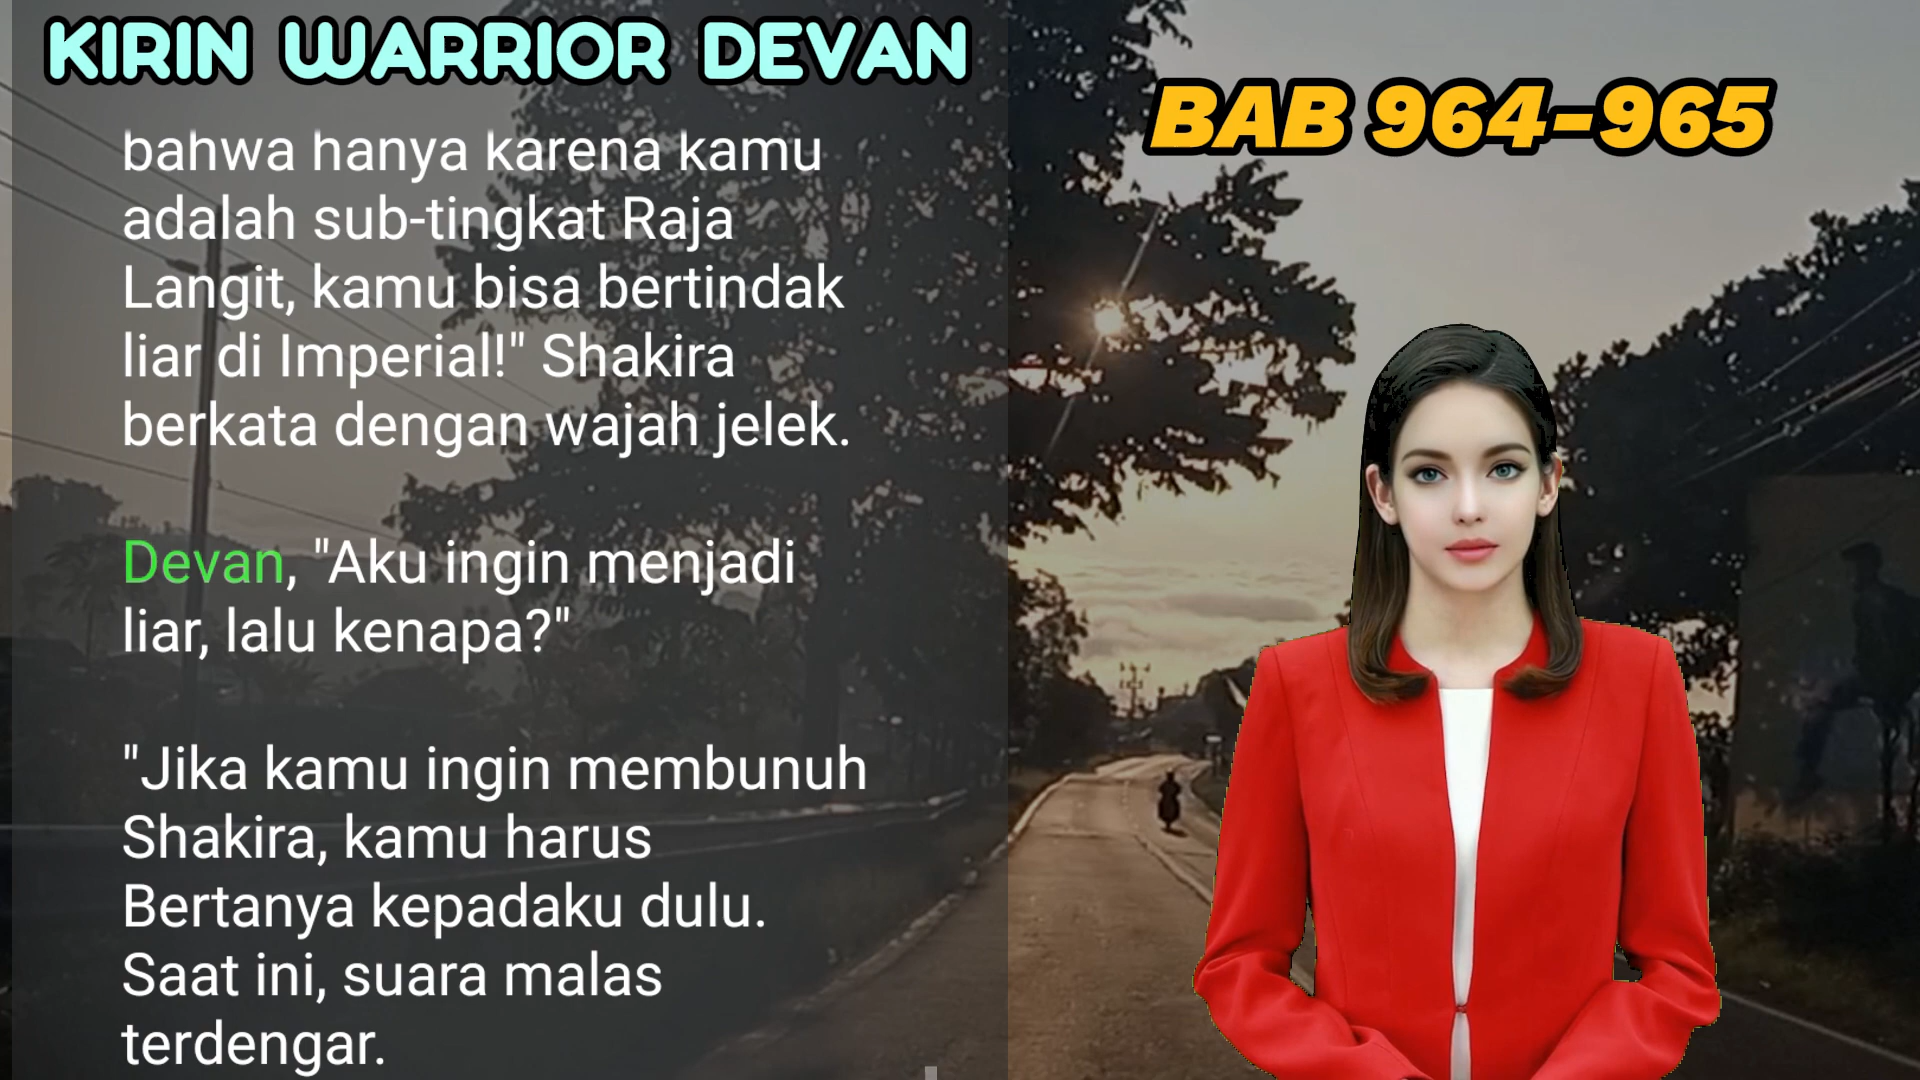 KIRIN WARRIOR DEVAN
BAB 964-965
bahwa hanya karena kamu
adalah sub-tingkat Raja
Langit, kamu bisa bertindak
liar di Imperial!" Shakira
berkata dengan wajah jelek.
Devan, "Aku ingin menjadi
liar, lalu kenapa?"
"Jika kamu ingin membunuh
Shakira, kamu harus
Bertanya kepadaku dulu.
Saat ini, suara malas
terdengar.